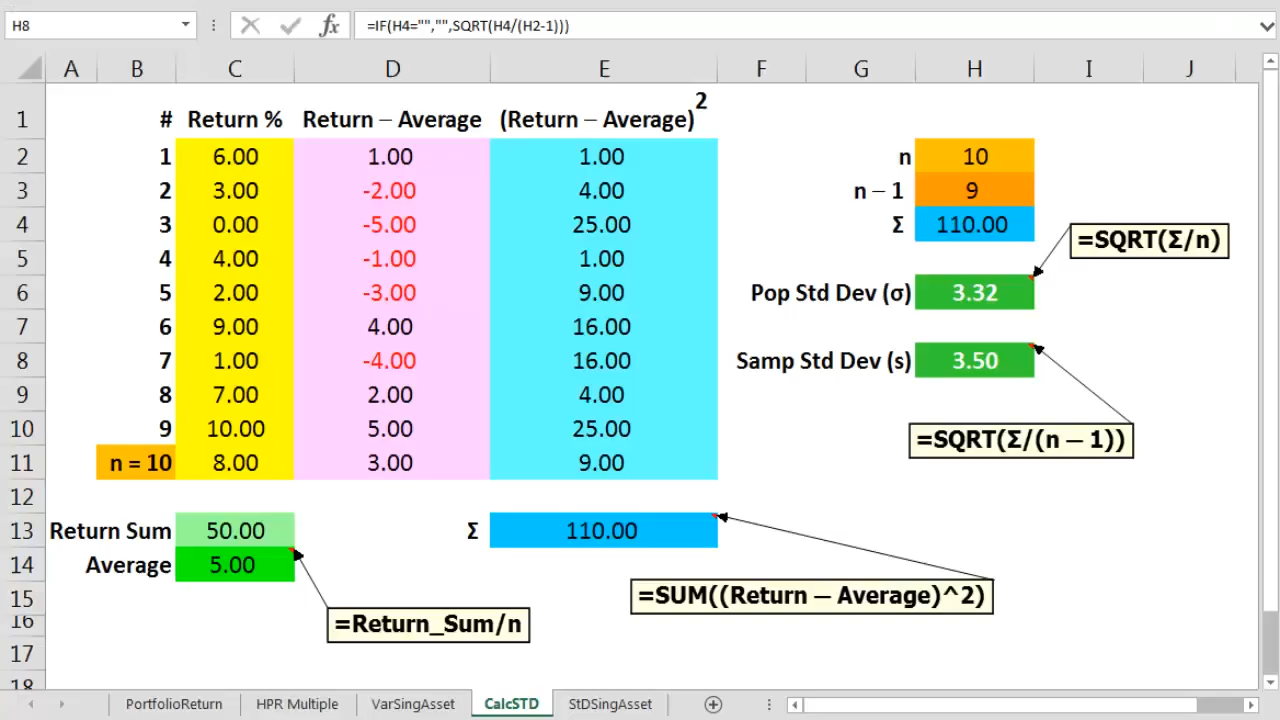 H8 fx =IF(H4="","",SQRT(H4/(H2-1)))
A B C D E F G H I J
1 # Return % Return − Average (Return − Average)²
2 1 6.00 1.00 1.00 n 10
3 2 3.00 -2.00 4.00 n − 1 9
4 3 0.00 -5.00 25.00 Σ 110.00
=SQRT(Σ/n)
5 4 4.00 -1.00 1.00
6 5 2.00 -3.00 9.00 Pop Std Dev (σ) 3.32
7 6 9.00 4.00 16.00
8 7 1.00 -4.00 16.00 Samp Std Dev (s) 3.50
9 8 7.00 2.00 4.00
10 9 10.00 5.00 25.00
=SQRT(Σ/(n − 1))
11 n = 10 8.00 3.00 9.00
12
13 Return Sum 50.00 Σ 110.00
14 Average 5.00
15 =SUM((Return − Average)^2)
16 =Return_Sum/n
17
18
PortfolioReturn HPR Multiple VarSingAsset CalcSTD StDSingAsset